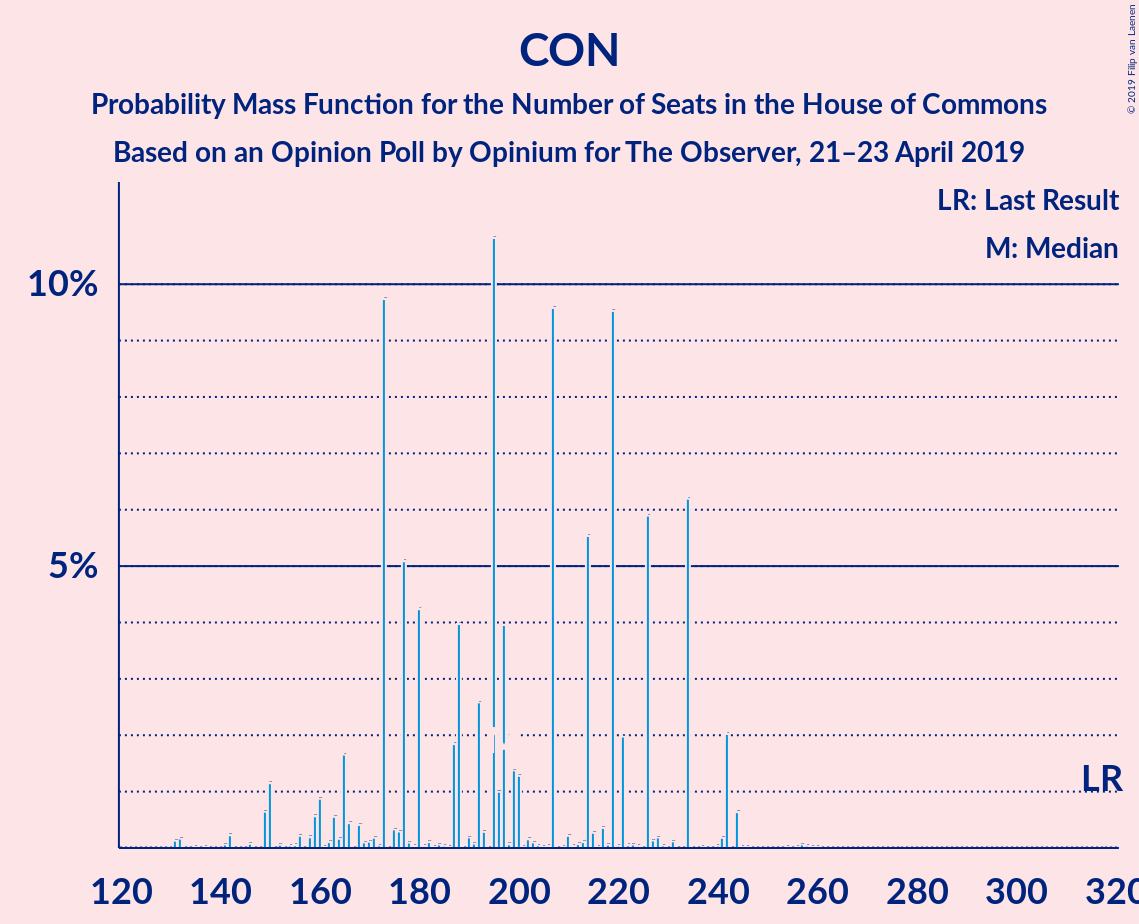 CON
Probability Mass Function for the Number of Seats in the House of Commons
Based on an Opinion Poll by Opinium for The Observer, 21–23 April 2019
© 2019 Filip van Laenen
LR: Last Result
M: Median
10%
5%
LR
120 140 160 180 200 220 240 260 280 300 320